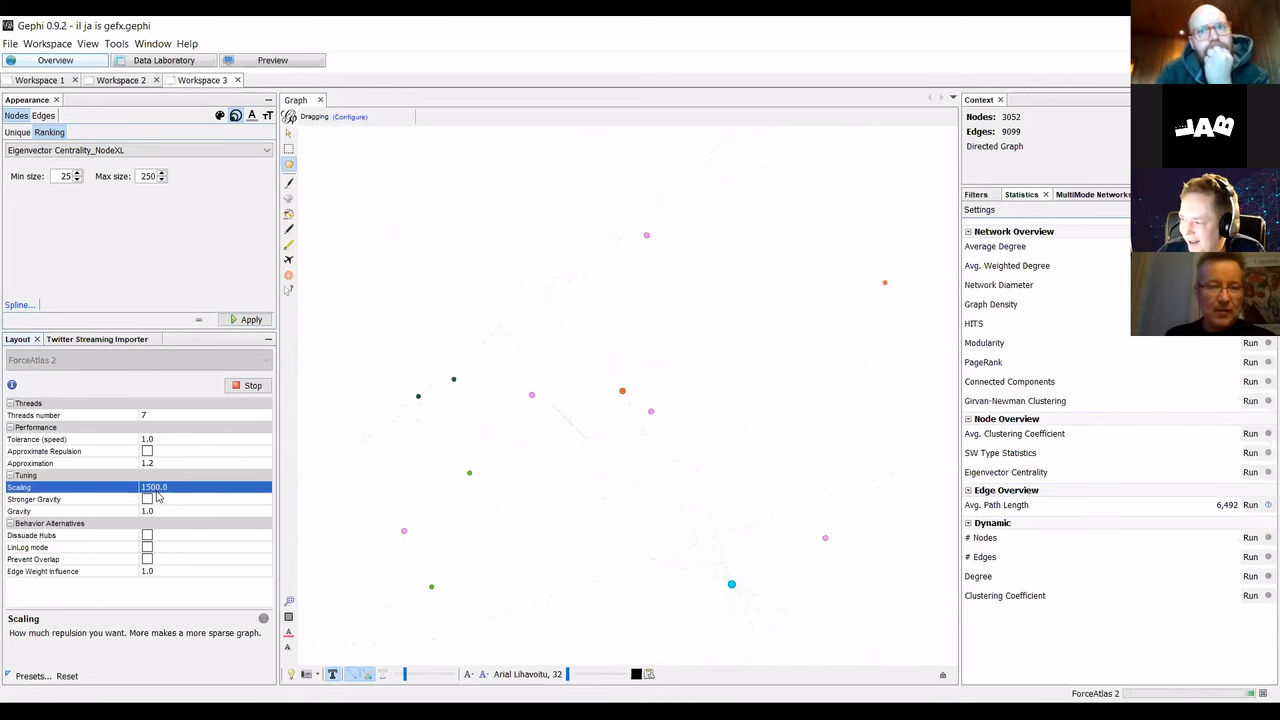 Gephi 0.9.2 - il ja is gefx.gephi
File Workspace View Tools Window Help
Overview Data Laboratory Preview
Workspace 1 Workspace 2 Workspace 3
Appearance
Nodes Edges
Unique Ranking
Eigenvector Centrality_NodeXL
Min size: 25 Max size: 250
Spline...
Apply
Layout Twitter Streaming Importer
ForceAtlas 2
Stop
Threads
Threads number 7
Performance
Tolerance (speed) 1.0
Approximate Repulsion
Approximation 1.2
Tuning
Scaling 1500.0
Stronger Gravity
Gravity 1.0
Behavior Alternatives
Dissuade Hubs
LinLog mode
Prevent Overlap
Edge Weight Influence 1.0
Scaling
How much repulsion you want. More makes a more sparse graph.
Presets... Reset
Graph
Dragging (Configure)
Arial Lihavoitu, 32
Context
Nodes: 3052
Edges: 9099
Directed Graph
Filters Statistics MultiMode Networks
Settings
Network Overview
Average Degree
Avg. Weighted Degree
Network Diameter
Graph Density
HITS
Modularity Run
PageRank Run
Connected Components Run
Girvan-Newman Clustering Run
Node Overview
Avg. Clustering Coefficient Run
SW Type Statistics Run
Eigenvector Centrality Run
Edge Overview
Avg. Path Length 6,492 Run
Dynamic
# Nodes Run
# Edges Run
Degree Run
Clustering Coefficient Run
ForceAtlas 2
JAB